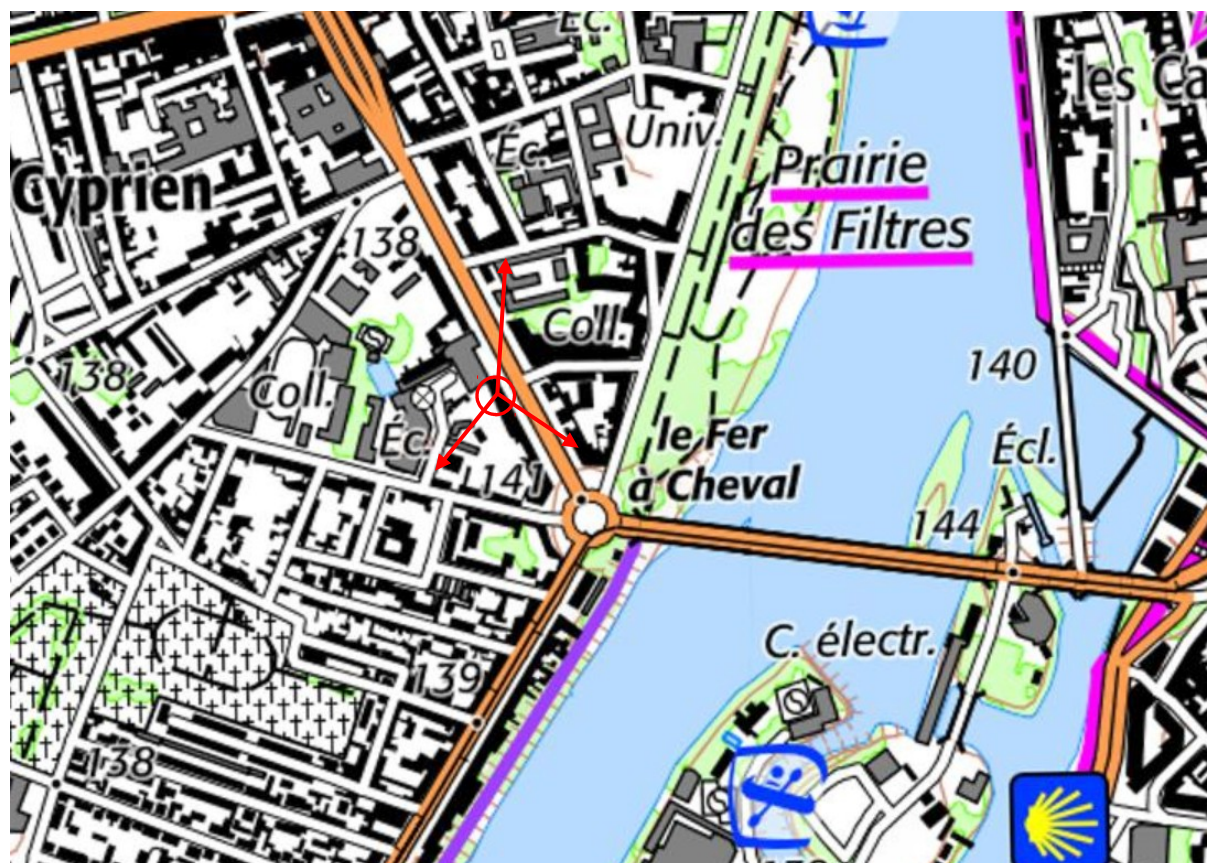 Éc.
les Ca
Univ.
Éc.
Prairie
des Filtres
Cyprien
138
Coll.
140
138
Coll.
Éc.
le Fer
à Cheval
Écl.
141
144
C. électr.
139
138